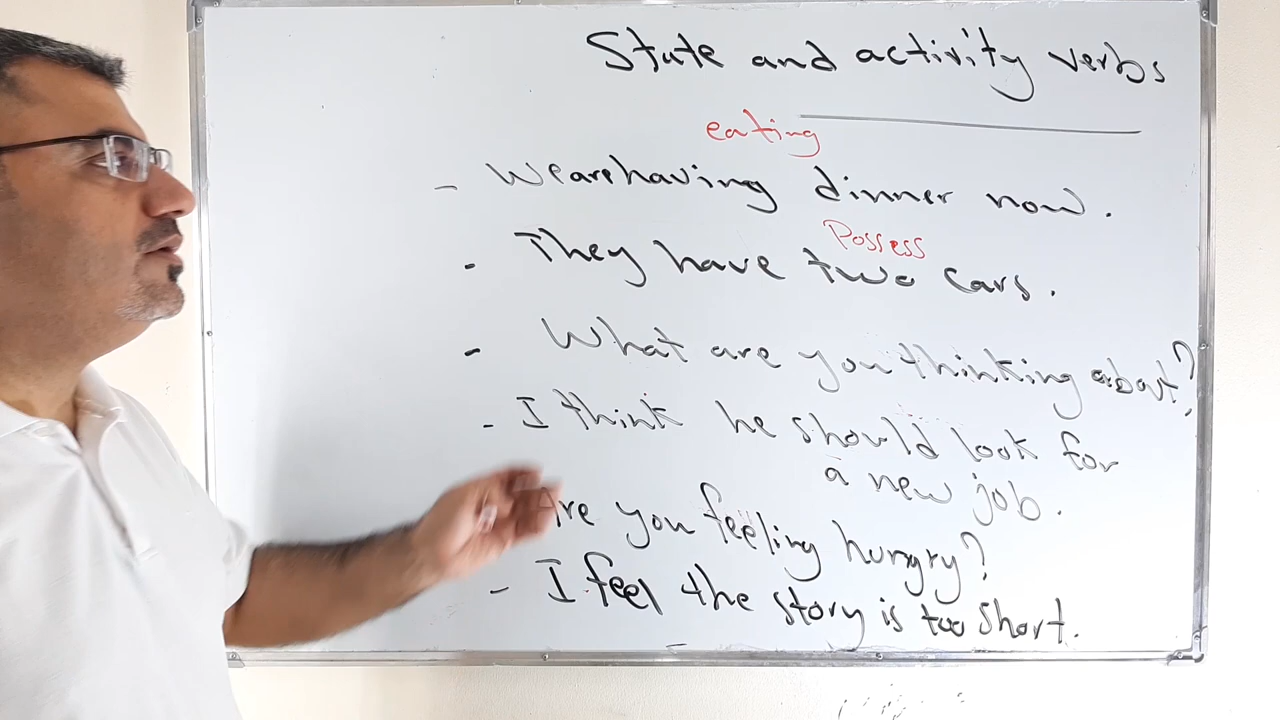 State and activity verbs
eating
- We are having dinner now.
Possess
- They have two cars.
- What are you thinking about?
- I think he should look for
a new job.
Are you feeling hungry?
- I feel the story is too short.